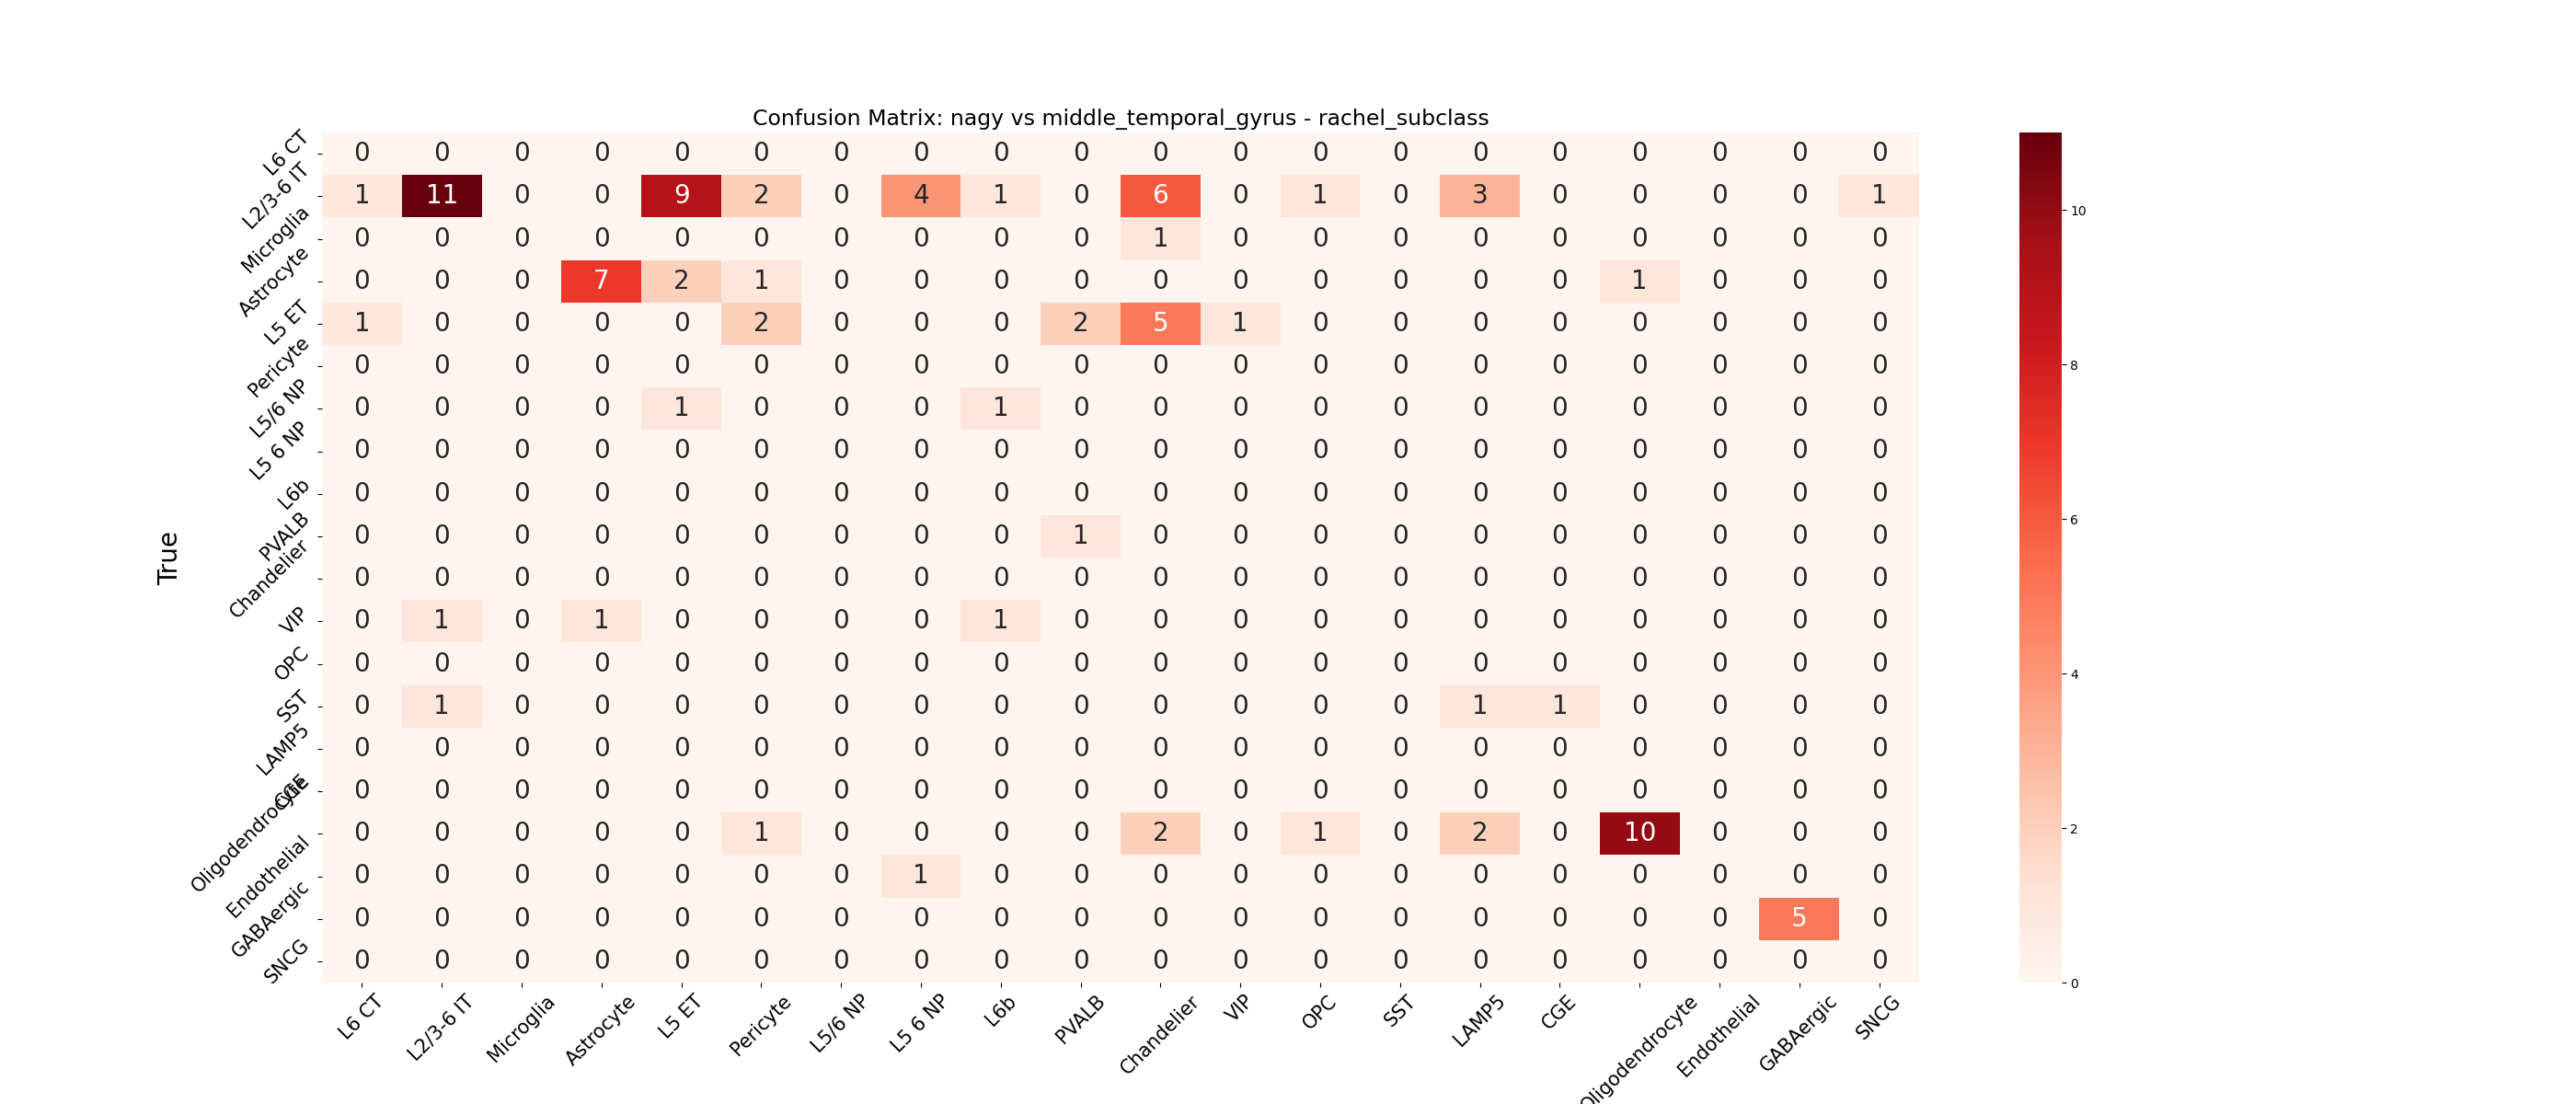 Confusion Matrix: nagy vs middle_temporal_gyrus - rachel_subclass
L6 CT 0 0 0 0 0 0 0 0 0 0 0 0 0 0 0 0 0 0 0 0
L2/3-6 IT 1 11 0 0 9 2 0 4 1 0 6 0 1 0 3 0 0 0 0 1
Microglia 0 0 0 0 0 0 0 0 0 0 1 0 0 0 0 0 0 0 0 0
Astrocyte 0 0 0 7 2 1 0 0 0 0 0 0 0 0 0 0 1 0 0 0
L5 ET 1 0 0 0 0 2 0 0 0 2 5 1 0 0 0 0 0 0 0 0
Pericyte 0 0 0 0 0 0 0 0 0 0 0 0 0 0 0 0 0 0 0 0
L5/6 NP 0 0 0 0 1 0 0 0 1 0 0 0 0 0 0 0 0 0 0 0
L5 6 NP 0 0 0 0 0 0 0 0 0 0 0 0 0 0 0 0 0 0 0 0
L6b 0 0 0 0 0 0 0 0 0 0 0 0 0 0 0 0 0 0 0 0
PVALB 0 0 0 0 0 0 0 0 0 1 0 0 0 0 0 0 0 0 0 0
Chandelier 0 0 0 0 0 0 0 0 0 0 0 0 0 0 0 0 0 0 0 0
VIP 0 1 0 1 0 0 0 0 1 0 0 0 0 0 0 0 0 0 0 0
OPC 0 0 0 0 0 0 0 0 0 0 0 0 0 0 0 0 0 0 0 0
SST 0 1 0 0 0 0 0 0 0 0 0 0 0 0 1 1 0 0 0 0
LAMP5 0 0 0 0 0 0 0 0 0 0 0 0 0 0 0 0 0 0 0 0
CGE 0 0 0 0 0 0 0 0 0 0 0 0 0 0 0 0 0 0 0 0
Oligodendrocyte 0 0 0 0 0 1 0 0 0 0 2 0 1 0 2 0 10 0 0 0
Endothelial 0 0 0 0 0 0 0 1 0 0 0 0 0 0 0 0 0 0 0 0
GABAergic 0 0 0 0 0 0 0 0 0 0 0 0 0 0 0 0 0 0 5 0
SNCG 0 0 0 0 0 0 0 0 0 0 0 0 0 0 0 0 0 0 0 0
True
L6 CT L2/3-6 IT Microglia Astrocyte L5 ET Pericyte L5/6 NP L5 6 NP L6b PVALB Chandelier VIP OPC SST LAMP5 CGE Oligodendrocyte Endothelial GABAergic SNCG
10
8
6
4
2
0